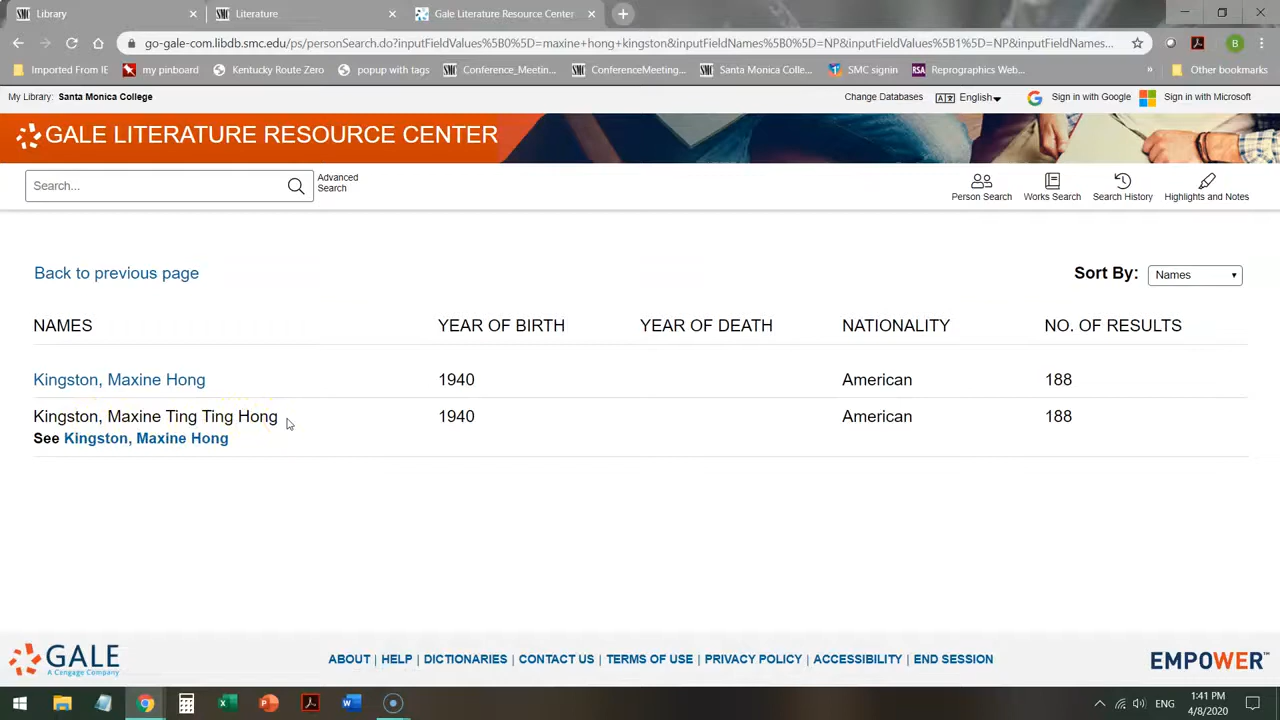 Library
Literature
Gale Literature Resource Center
go-gale-com.libdb.smc.edu/ps/personSearch.do?inputFieldValues%5B0%5D=maxine+hong+kingston&inputFieldNames%5B0%5D=NP&inputFieldValues%5B1%5D=NP&inputFieldNames...
B
Imported From IE
my pinboard
Kentucky Route Zero
popup with tags
SMC Conference_Meetin...
SMC ConferenceMeeting...
SMC Santa Monica Colle...
SMC signin
RSA Reprographics Web...
»
Other bookmarks
My Library: Santa Monica College
Change Databases
English
Sign in with Google
Sign in with Microsoft
GALE LITERATURE RESOURCE CENTER
Search...
Advanced
Search
Person Search
Works Search
Search History
Highlights and Notes
Back to previous page
Sort By: Names
NAMES YEAR OF BIRTH YEAR OF DEATH NATIONALITY NO. OF RESULTS
Kingston, Maxine Hong 1940 American 188
Kingston, Maxine Ting Ting Hong 1940 American 188
See Kingston, Maxine Hong
GALE
A Cengage Company
ABOUT | HELP | DICTIONARIES | CONTACT US | TERMS OF USE | PRIVACY POLICY | ACCESSIBILITY | END SESSION
EMPOWER™
ENG
1:41 PM
4/8/2020